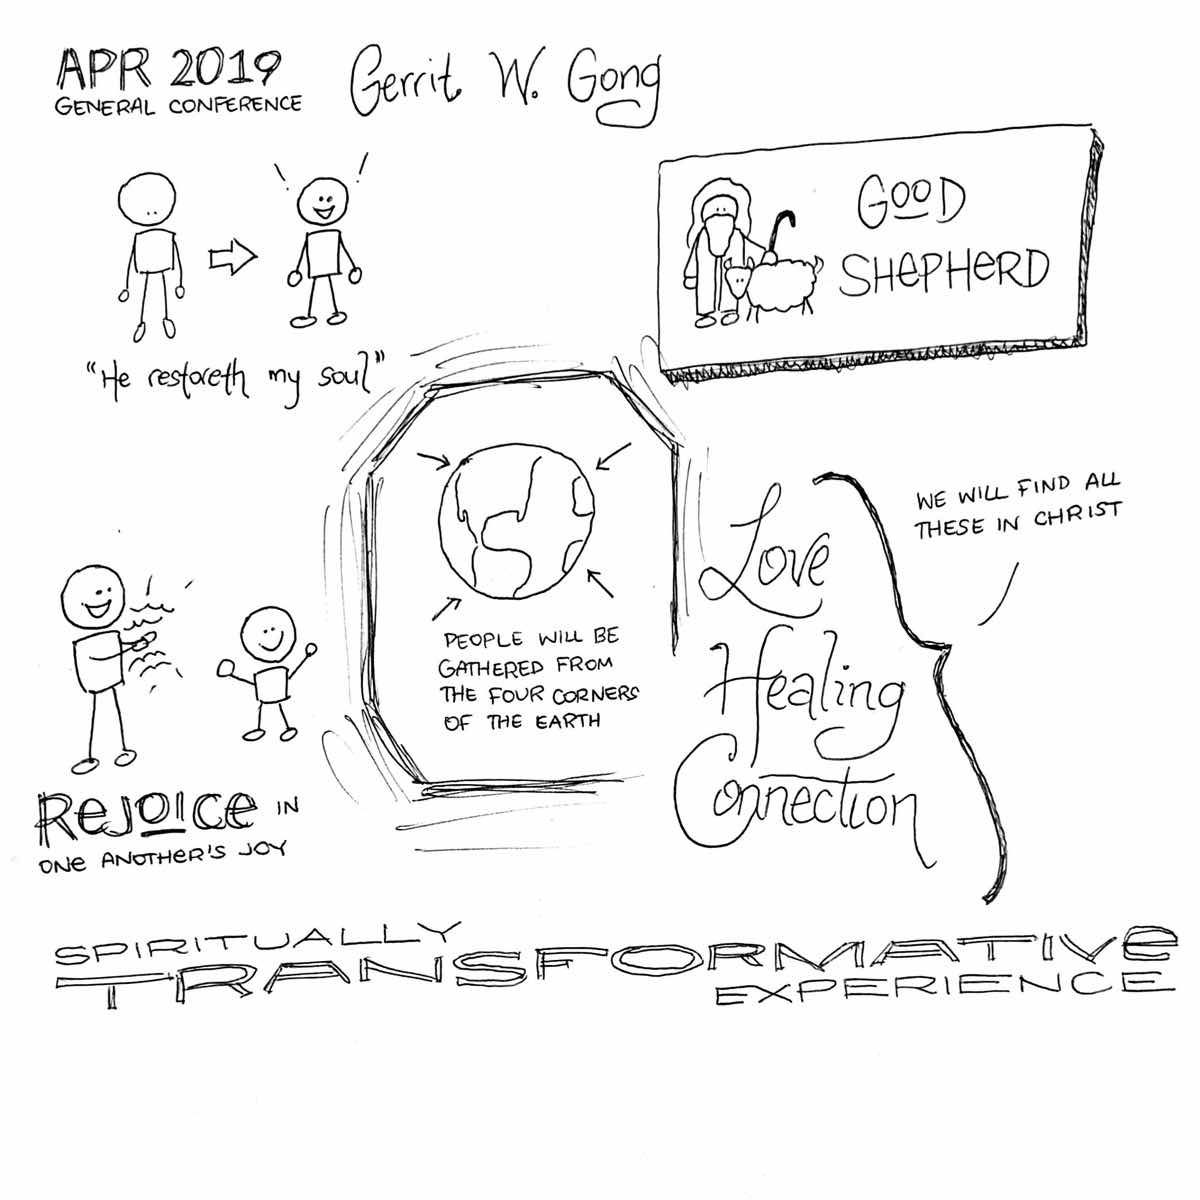 APR 2019
GENERAL CONFERENCE
Gerrit. W. Gong
GOOD
SHEPHERD
"He restoreth my soul"
PEOPLE WILL BE
GATHERED FROM
THE FOUR CORNERS
OF THE EARTH
WE WILL FIND ALL
THESE IN CHRIST
Love
Healing
Connection
REJOICE IN
ONE ANOTHER'S JOY
SPIRITUALLY
TRANSFORMATIVE
EXPERIENCE